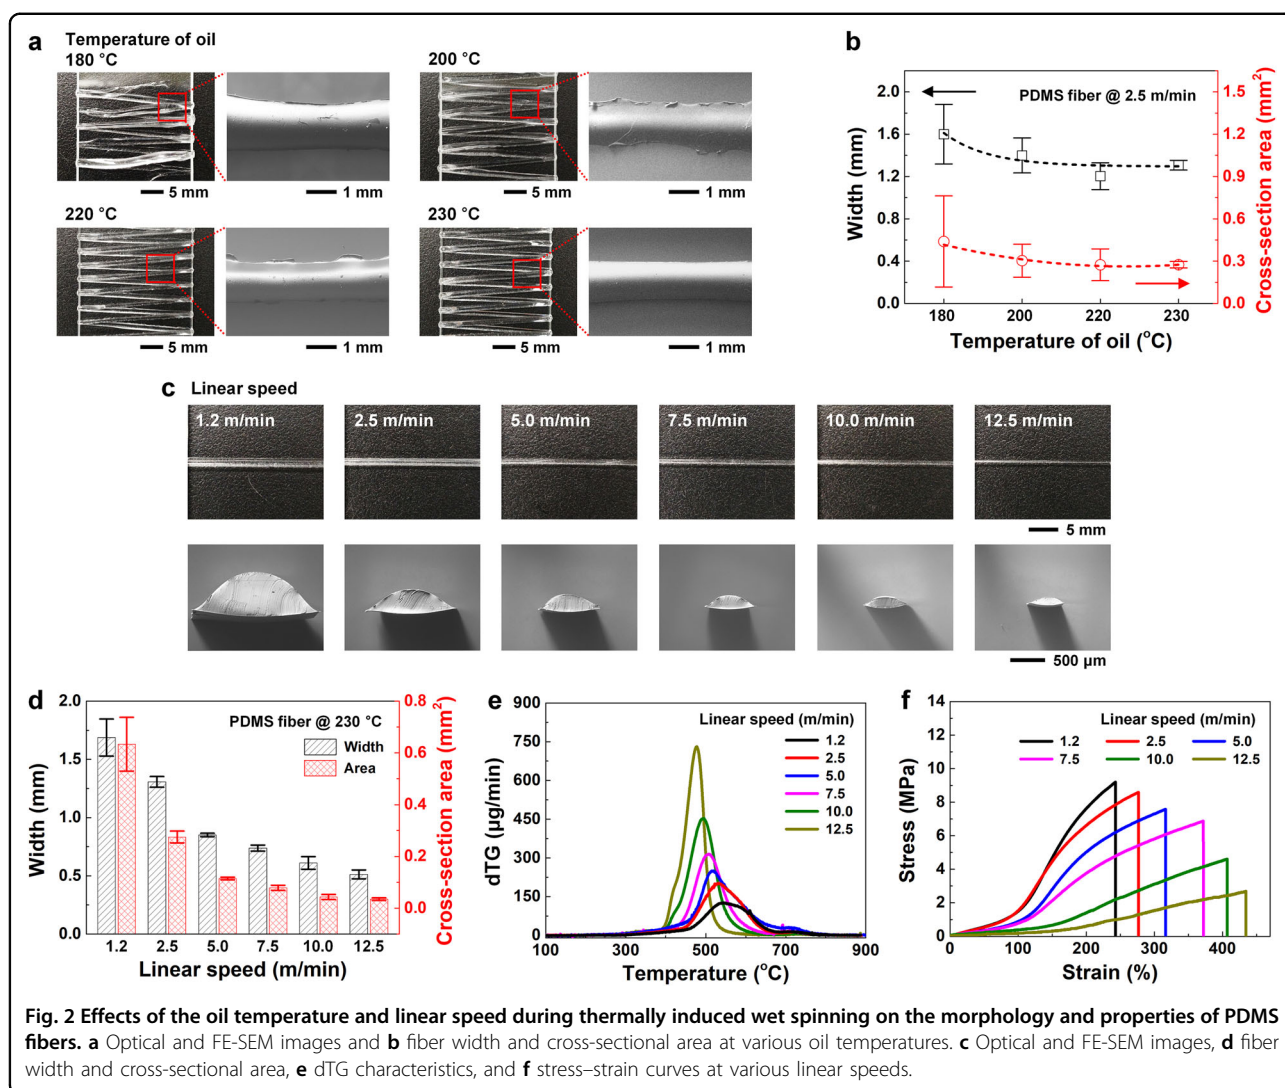 a Temperature of oil
180 °C
200 °C
5 mm
1 mm
5 mm
1 mm
220 °C
230 °C
5 mm
1 mm
5 mm
1 mm
b
PDMS fiber @ 2.5 m/min
Width (mm)
2.0
1.6
1.2
0.8
0.4
0.0
Cross-section area (mm²)
1.5
1.2
0.9
0.6
0.3
0.0
180 200 220 230
Temperature of oil (°C)
c Linear speed
1.2 m/min 2.5 m/min 5.0 m/min 7.5 m/min 10.0 m/min 12.5 m/min
5 mm
500 µm
d
PDMS fiber @ 230 °C
Width
Area
Width (mm)
2.0
1.5
1.0
0.5
0.0
Cross-section area (mm²)
0.8
0.6
0.4
0.2
0.0
1.2 2.5 5.0 7.5 10.0 12.5
Linear speed (m/min)
e
Linear speed (m/min)
1.2
2.5
5.0
7.5
10.0
12.5
dTG (µg/min)
900
750
600
450
300
150
0
100 300 500 700 900
Temperature (°C)
f
Linear speed (m/min)
1.2 2.5 5.0
7.5 10.0 12.5
Stress (MPa)
14
12
10
8
6
4
2
0
0 100 200 300 400
Strain (%)
Fig. 2 Effects of the oil temperature and linear speed during thermally induced wet spinning on the morphology and properties of PDMS
fibers. a Optical and FE-SEM images and b fiber width and cross-sectional area at various oil temperatures. c Optical and FE-SEM images, d fiber
width and cross-sectional area, e dTG characteristics, and f stress–strain curves at various linear speeds.